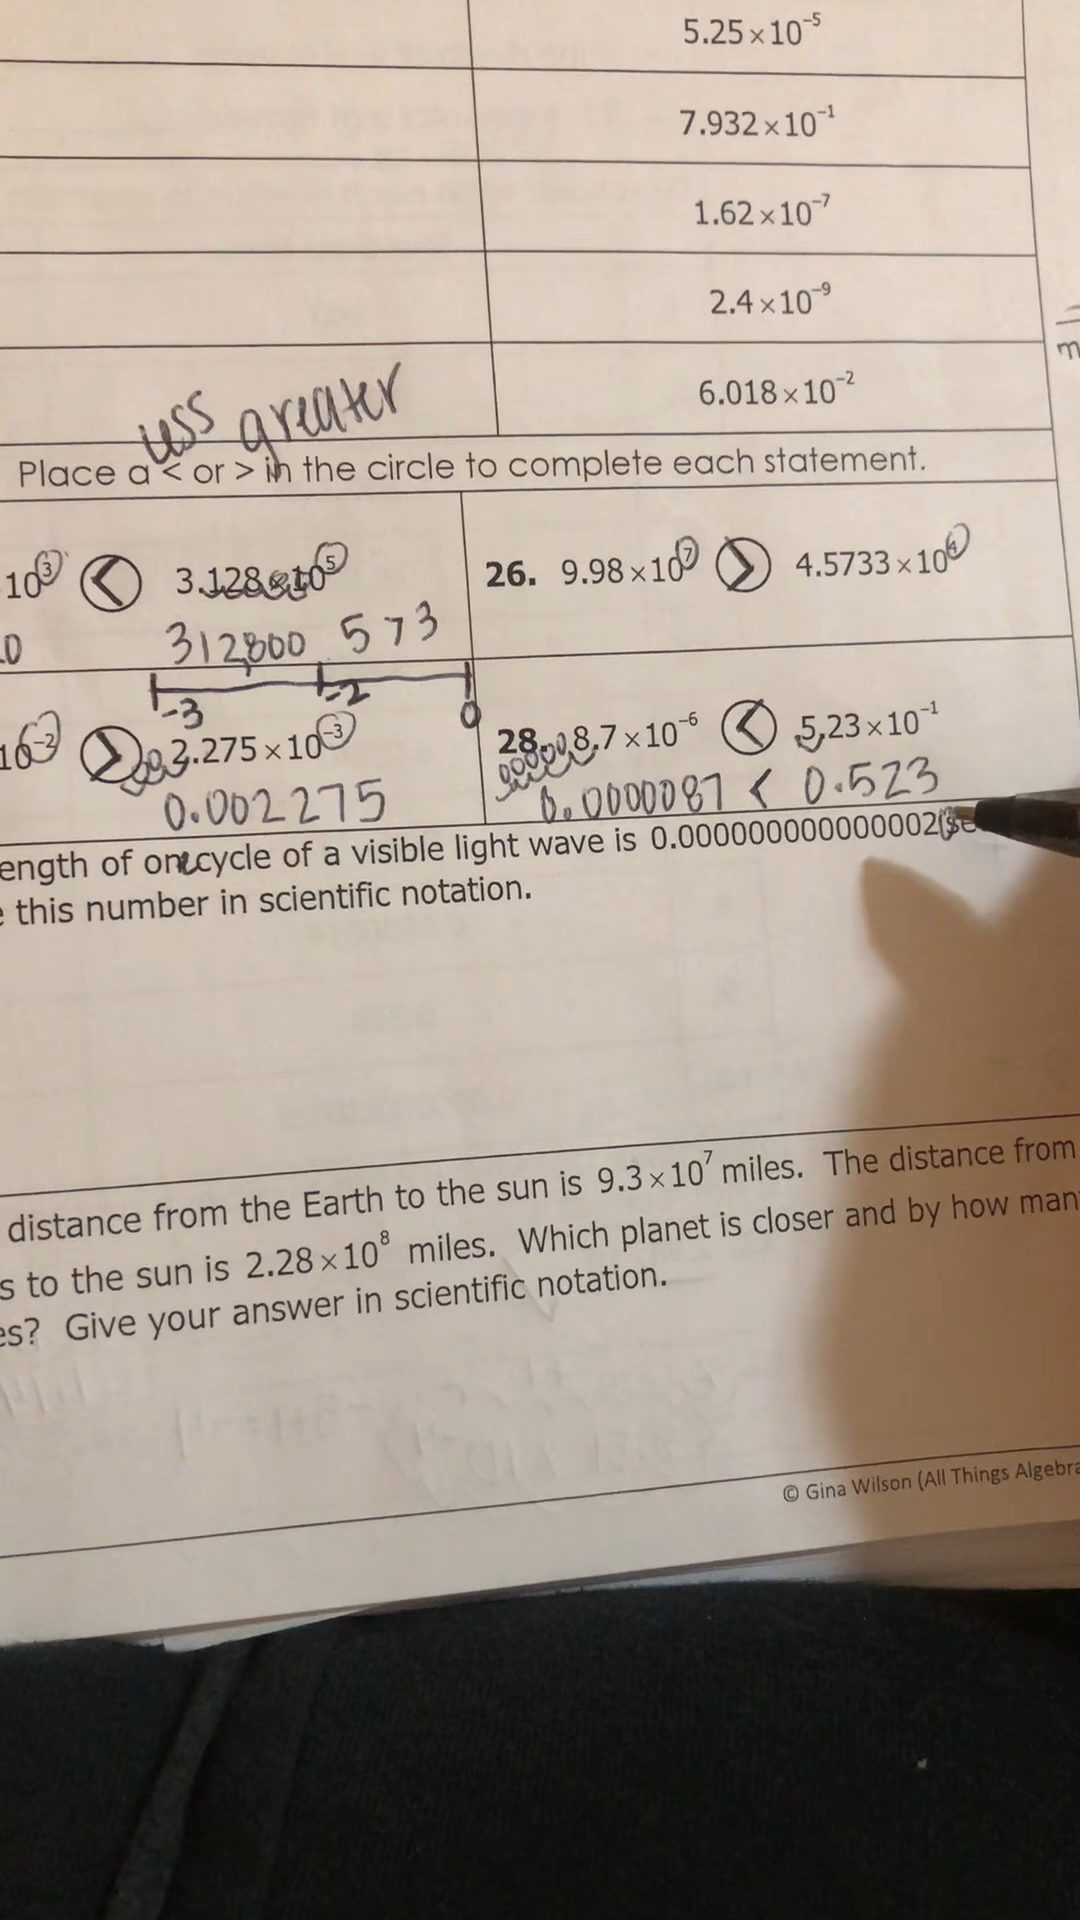 5.25×10⁻⁵
7.932×10⁻¹
1.62×10⁻⁷
2.4×10⁻⁹
6.018×10⁻²
less greater
Place a < or > in the circle to complete each statement.
10³ < 3.128×10⁵
26. 9.98×10⁷ > 4.5733×10⁴
312,800 573
-3 -2 0
10⁻² > 2.275×10⁻³
28. 8.7×10⁻⁶ < 5.23×10⁻¹
0.002275
0.0000087 < 0.523
ength of one cycle of a visible light wave is 0.000000000000002
this number in scientific notation.
distance from the Earth to the sun is 9.3×10⁷ miles. The distance from
s to the sun is 2.28×10⁸ miles. Which planet is closer and by how man
es? Give your answer in scientific notation.
© Gina Wilson (All Things Algebra